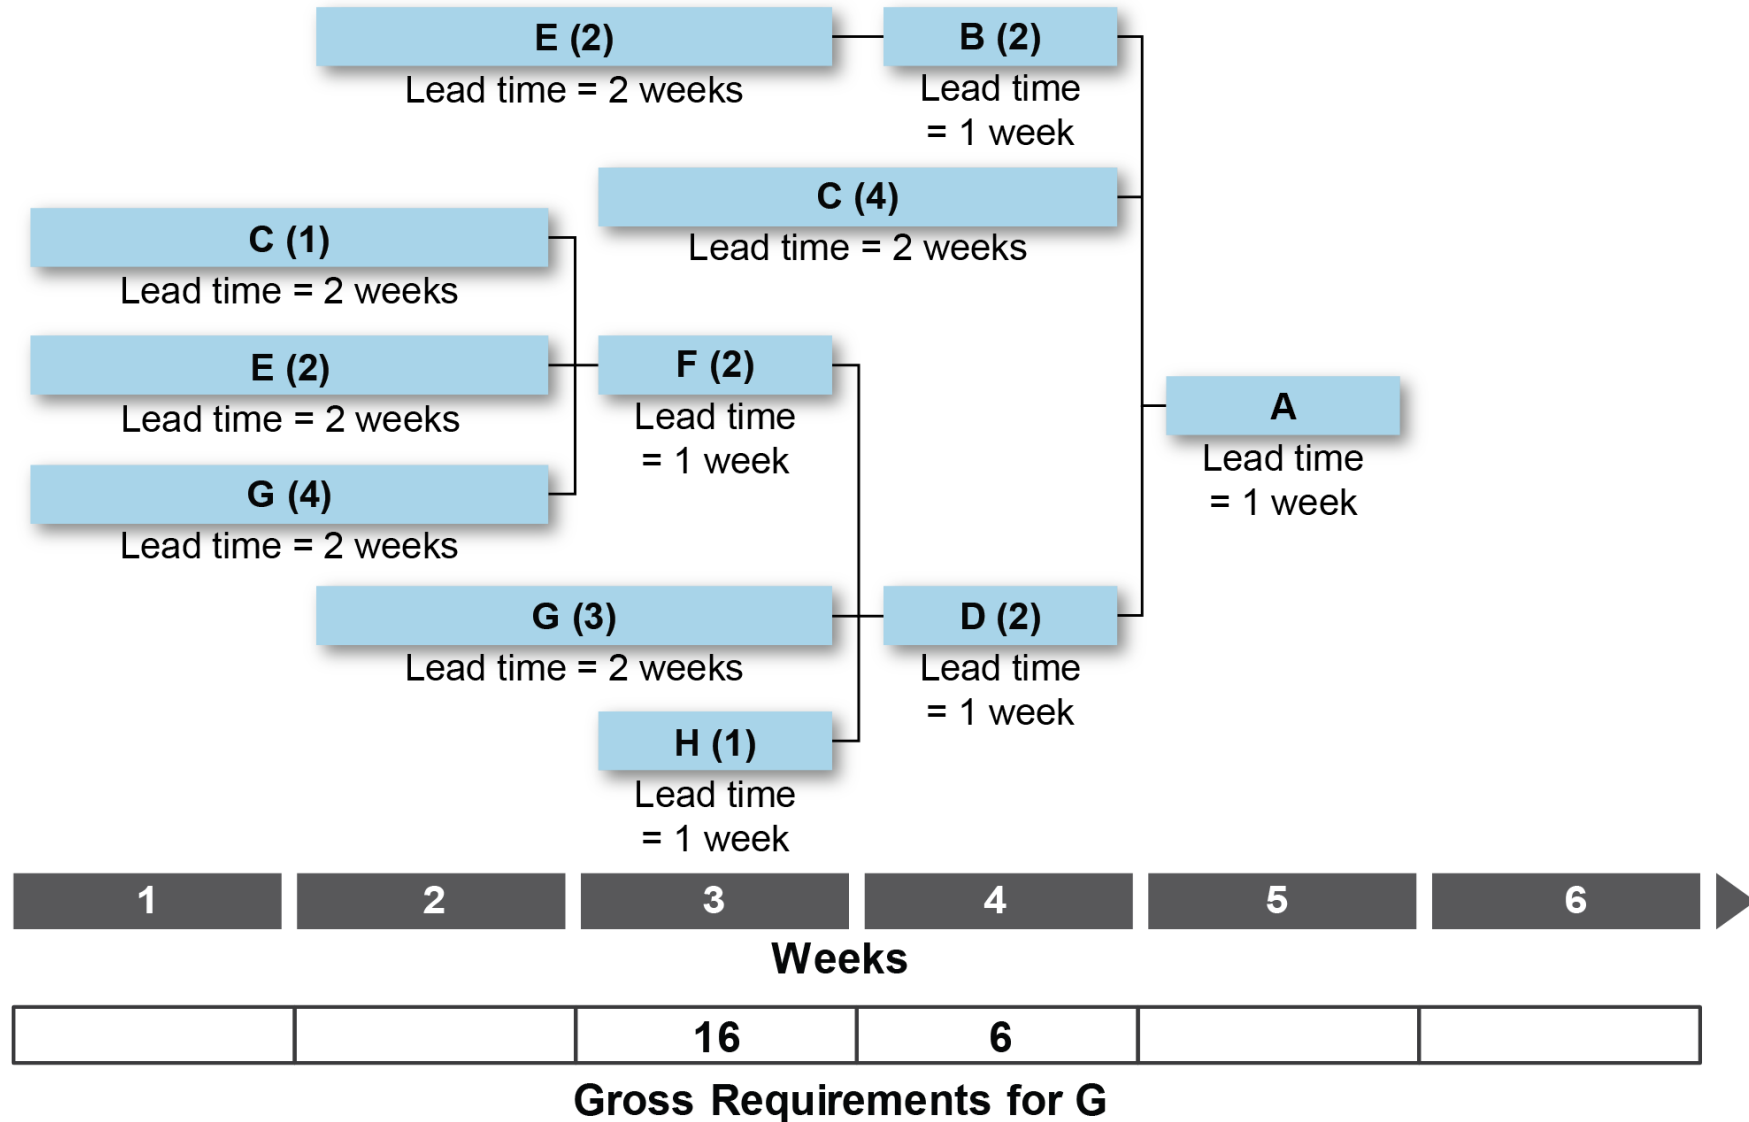 E (2)
Lead time = 2 weeks
B (2)
Lead time
= 1 week
C (4)
Lead time = 2 weeks
C (1)
Lead time = 2 weeks
E (2)
Lead time = 2 weeks
G (4)
Lead time = 2 weeks
F (2)
Lead time
= 1 week
A
Lead time
= 1 week
G (3)
Lead time = 2 weeks
D (2)
Lead time
= 1 week
H (1)
Lead time
= 1 week
1 2 3 4 5 6
Weeks
16 6
Gross Requirements for G